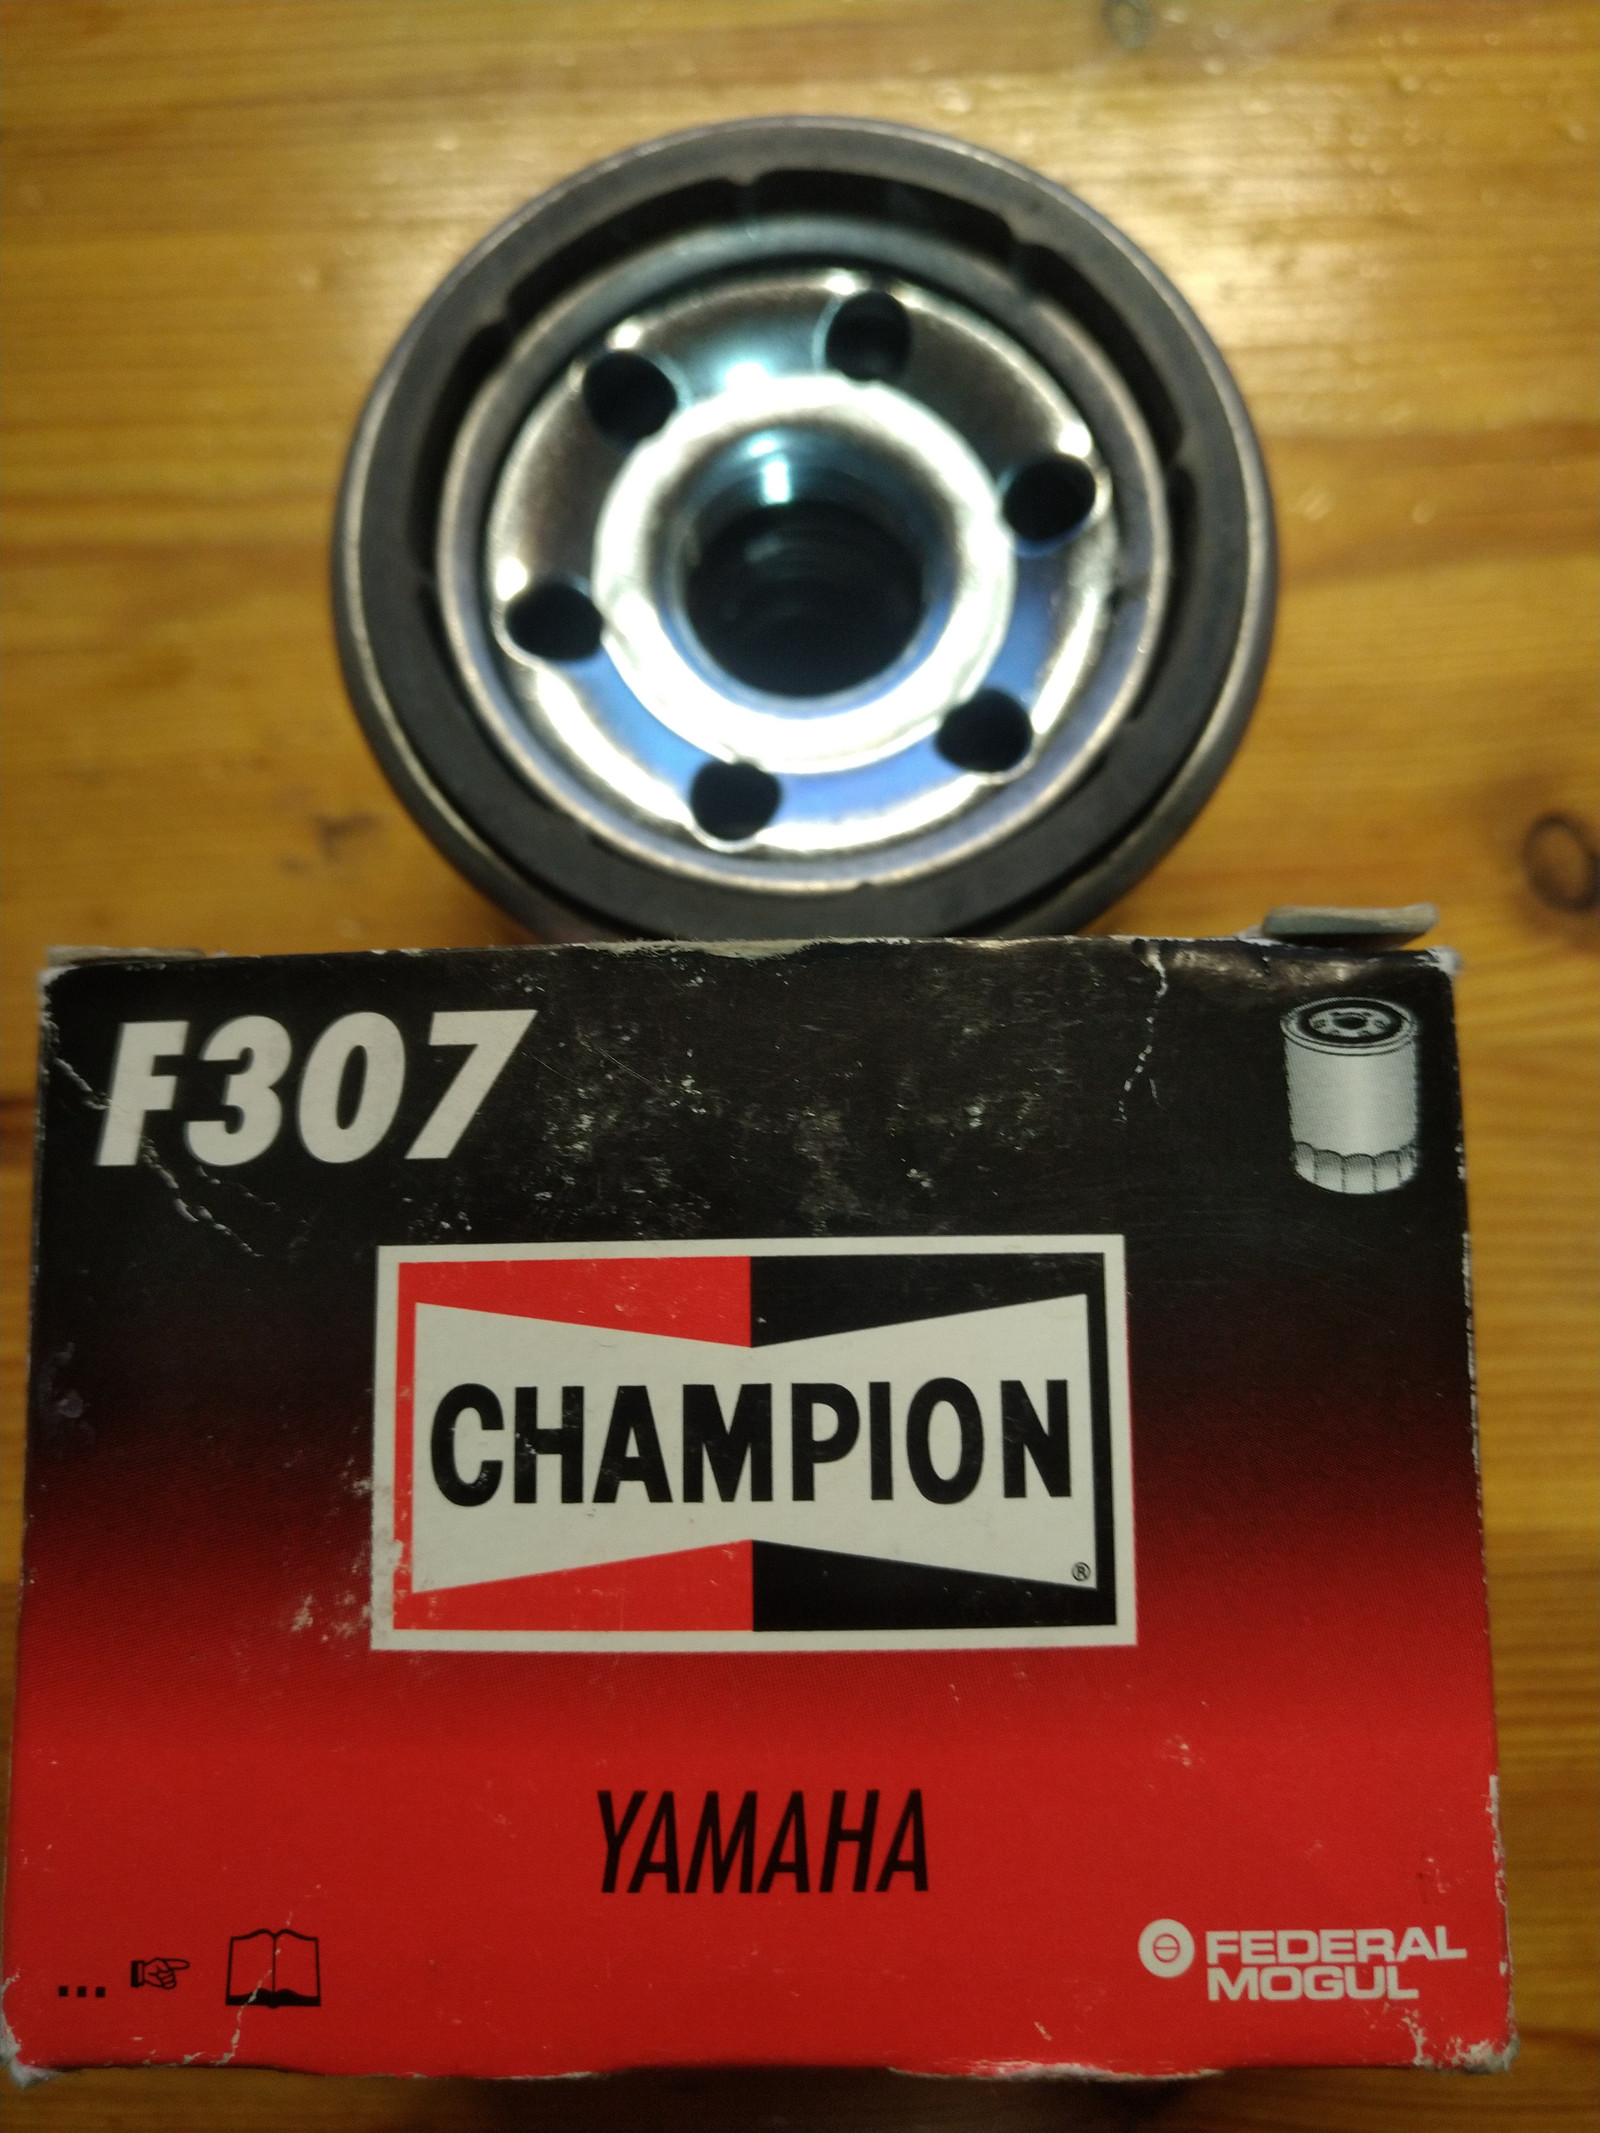 F307
CHAMPION
®
YAMAHA
...
FEDERAL
MOGUL